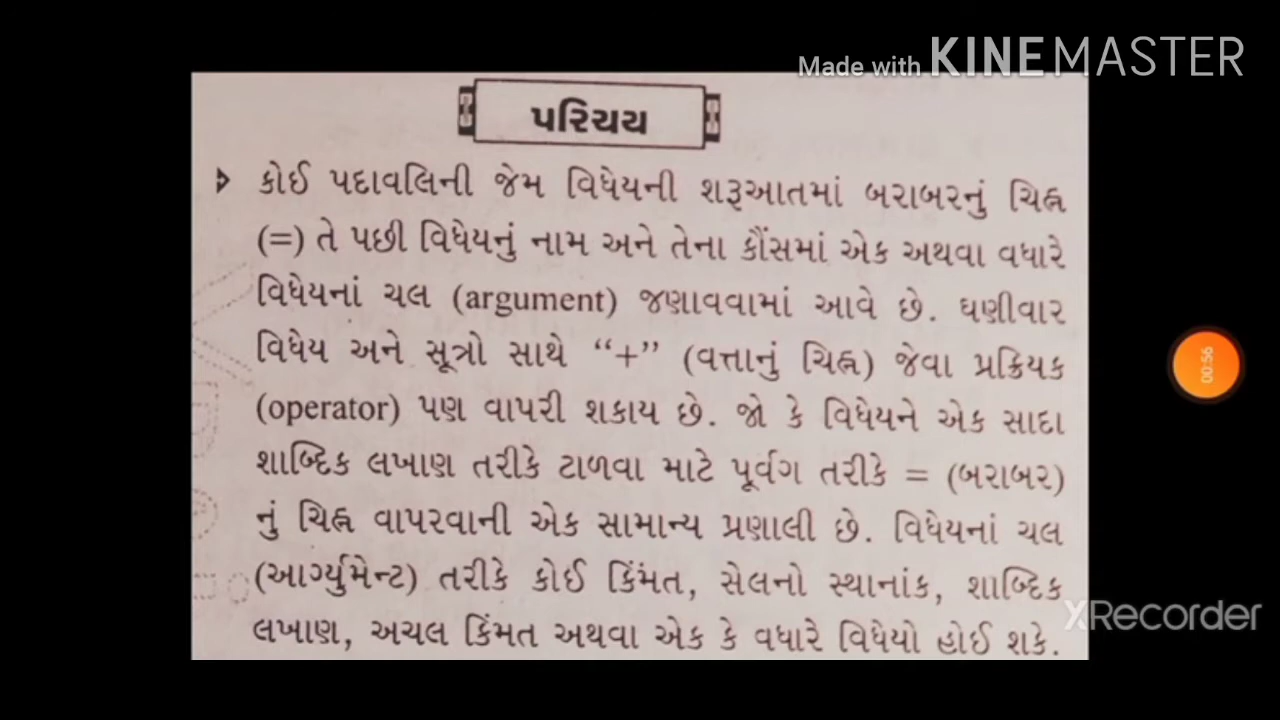 Made with KINEMASTER
પરિચય
કોઈ પદાવલિની જેમ વિધેયની શરૂઆતમાં બરાબરનું ચિહ્ન
(=) તે પછી વિધેયનું નામ અને તેના કૌંસમાં એક અથવા વધારે
વિધેયનાં ચલ (argument) જણાવવામાં આવે છે. ઘણીવાર
વિધેય અને સૂત્રો સાથે “+” (વત્તાનું ચિહ્ન) જેવા પ્રક્રિયક
(operator) પણ વાપરી શકાય છે. જો કે વિધેયને એક સાદા
શાબ્દિક લખાણ તરીકે ટાળવા માટે પૂર્વગ તરીકે = (બરાબર)
નું ચિહ્ન વાપરવાની એક સામાન્ય પ્રણાલી છે. વિધેયનાં ચલ
(આર્ગ્યુમેન્ટ) તરીકે કોઈ કિંમત, સેલનો સ્થાનાંક, શાબ્દિક
લખાણ, અચલ કિંમત અથવા એક કે વધારે વિધેયો હોઈ શકે.
00:56
XRecorder